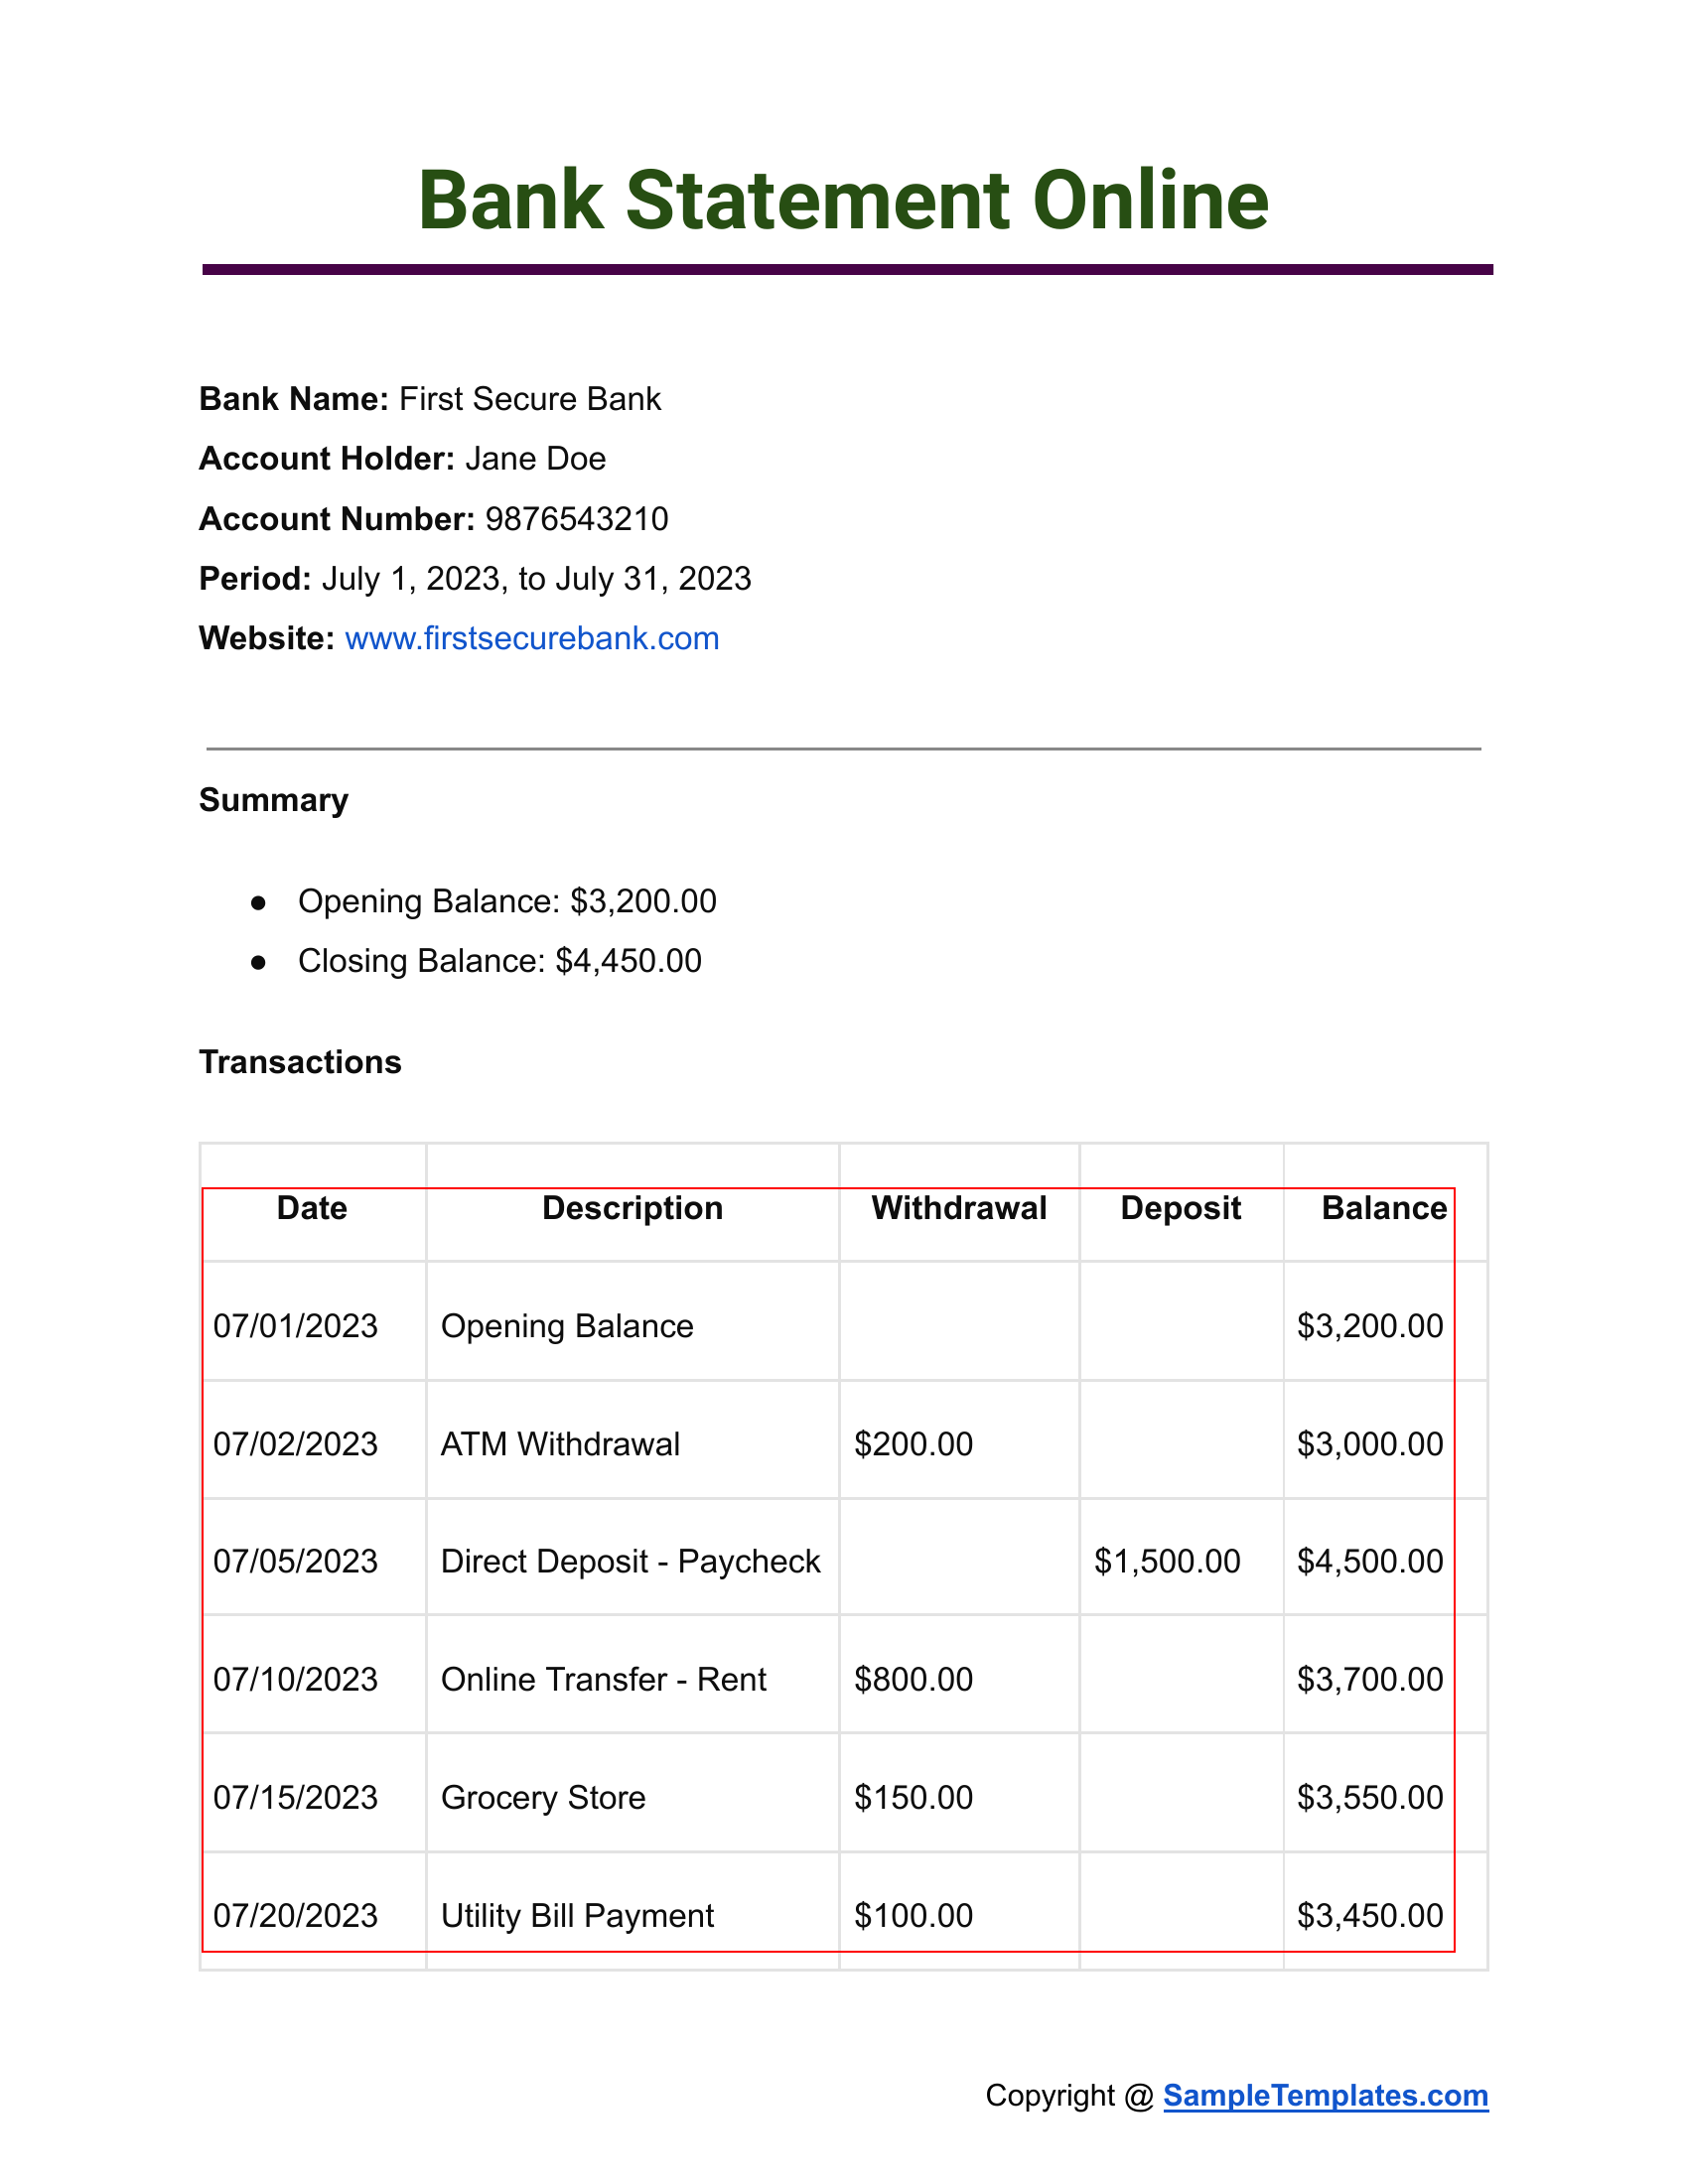 Bank Statement Online
Bank Name: First Secure Bank
Account Holder: Jane Doe
Account Number: 9876543210
Period: July 1, 2023, to July 31, 2023
Website: www.firstsecurebank.com
Summary
● Opening Balance: $3,200.00
● Closing Balance: $4,450.00
Transactions
Date Description Withdrawal Deposit Balance
07/01/2023 Opening Balance $3,200.00
07/02/2023 ATM Withdrawal $200.00 $3,000.00
07/05/2023 Direct Deposit - Paycheck $1,500.00 $4,500.00
07/10/2023 Online Transfer - Rent $800.00 $3,700.00
07/15/2023 Grocery Store $150.00 $3,550.00
07/20/2023 Utility Bill Payment $100.00 $3,450.00
Copyright @ SampleTemplates.com